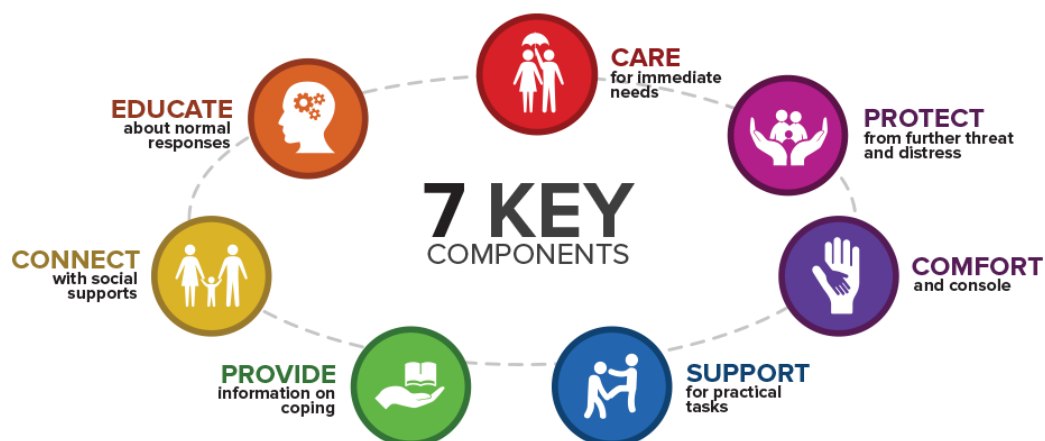 7 KEY
COMPONENTS
CARE
for immediate
needs
PROTECT
from further threat
and distress
COMFORT
and console
SUPPORT
for practical
tasks
PROVIDE
information on
coping
CONNECT
with social
supports
EDUCATE
about normal
responses